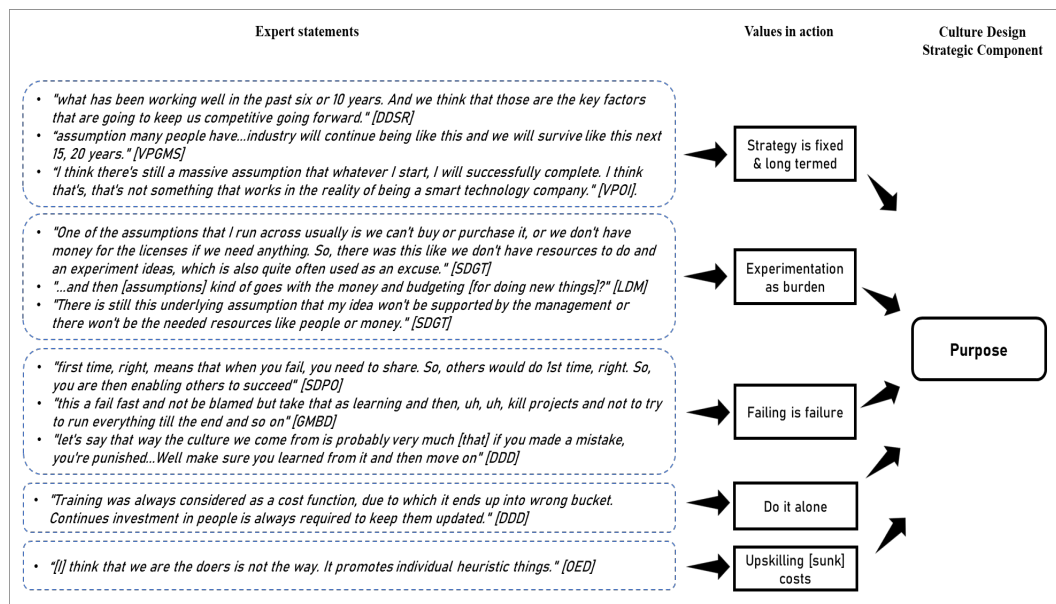 Expert statements
Values in action
Culture Design
Strategic Component
• "what has been working well in the past six or 10 years. And we think that those are the key factors
that are going to keep us competitive going forward." [DDSR]
• "assumption many people have...industry will continue being like this and we will survive like this next
15, 20 years." [VPGMS]
• "I think there's still a massive assumption that whatever I start, I will successfully complete. I think
that's, that's not something that works in the reality of being a smart technology company." [VPOI].
Strategy is fixed
& long termed
• "One of the assumptions that I run across usually is we can't buy or purchase it, or we don't have
money for the licenses if we need anything. So, there was this like we don't have resources to do and
an experiment ideas, which is also quite often used as an excuse." [SDGT]
• "...and then [assumptions] kind of goes with the money and budgeting [for doing new things]?" [LDM]
• "There is still this underlying assumption that my idea won't be supported by the management or
there won't be the needed resources like people or money." [SDGT]
Experimentation
as burden
Purpose
• "first time, right, means that when you fail, you need to share. So, others would do 1st time, right. So,
you are then enabling others to succeed" [SDPO]
• "this a fail fast and not be blamed but take that as learning and then, uh, uh, kill projects and not to try
to run everything till the end and so on" [GMBD]
• "let's say that way the culture we come from is probably very much [that] if you made a mistake,
you're punished...Well make sure you learned from it and then move on" [DDD]
Failing is failure
• "Training was always considered as a cost function, due to which it ends up into wrong bucket.
Continues investment in people is always required to keep them updated." [DDD]
Do it alone
• "[I] think that we are the doers is not the way. It promotes individual heuristic things." [OED]
Upskilling [sunk]
costs